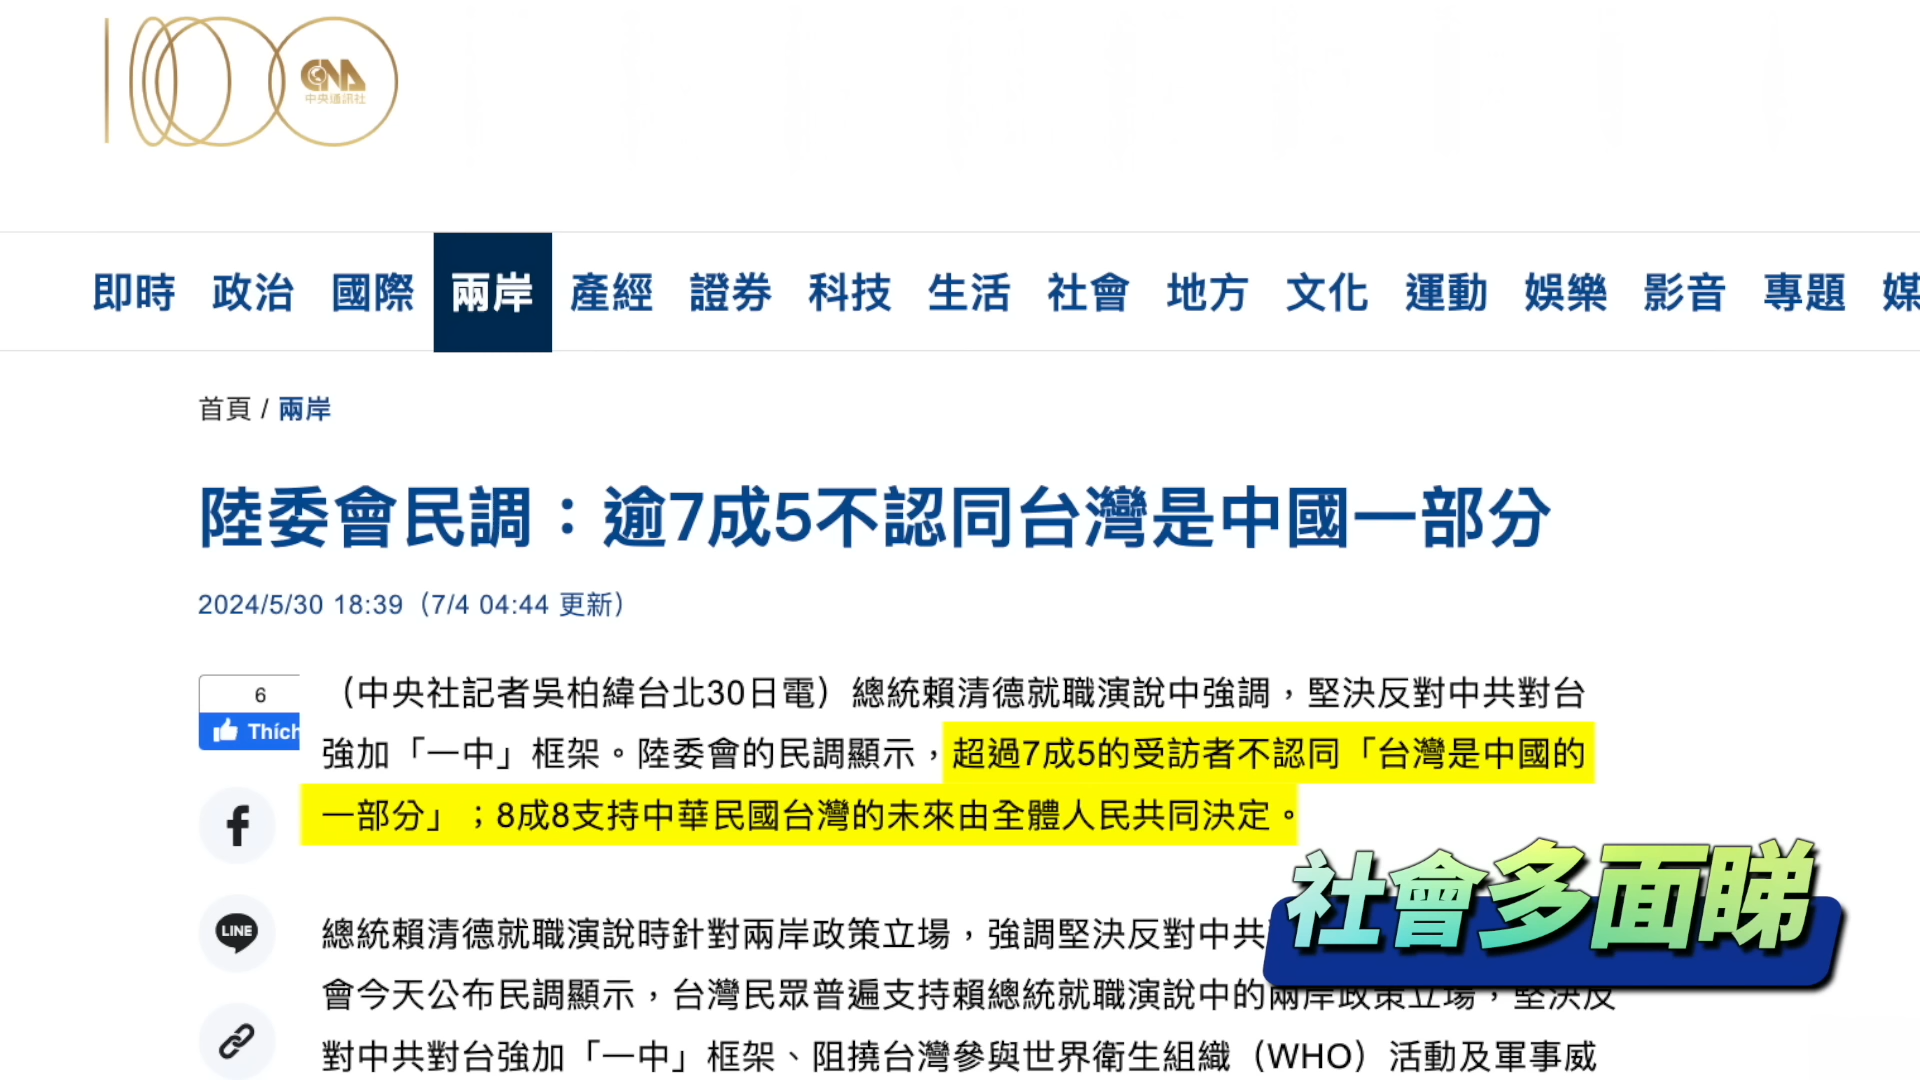 1000
CNA
中央通訊社
即時 政治 國際 兩岸 產經 證券 科技 生活 社會 地方 文化 運動 娛樂 影音 專題 媒
首頁 / 兩岸
陸委會民調：逾7成5不認同台灣是中國一部分
2024/5/30 18:39（7/4 04:44 更新）
6
Thích
（中央社記者吳柏緯台北30日電）總統賴清德就職演說中強調，堅決反對中共對台
強加「一中」框架。陸委會的民調顯示，超過7成5的受訪者不認同「台灣是中國的
一部分」；8成8支持中華民國台灣的未來由全體人民共同決定。
LINE
總統賴清德就職演說時針對兩岸政策立場，強調堅決反對中共
社會多面睇
會今天公布民調顯示，台灣民眾普遍支持賴總統就職演說中的兩岸政策立場，堅決反
對中共對台強加「一中」框架、阻撓台灣參與世界衛生組織（WHO）活動及軍事威